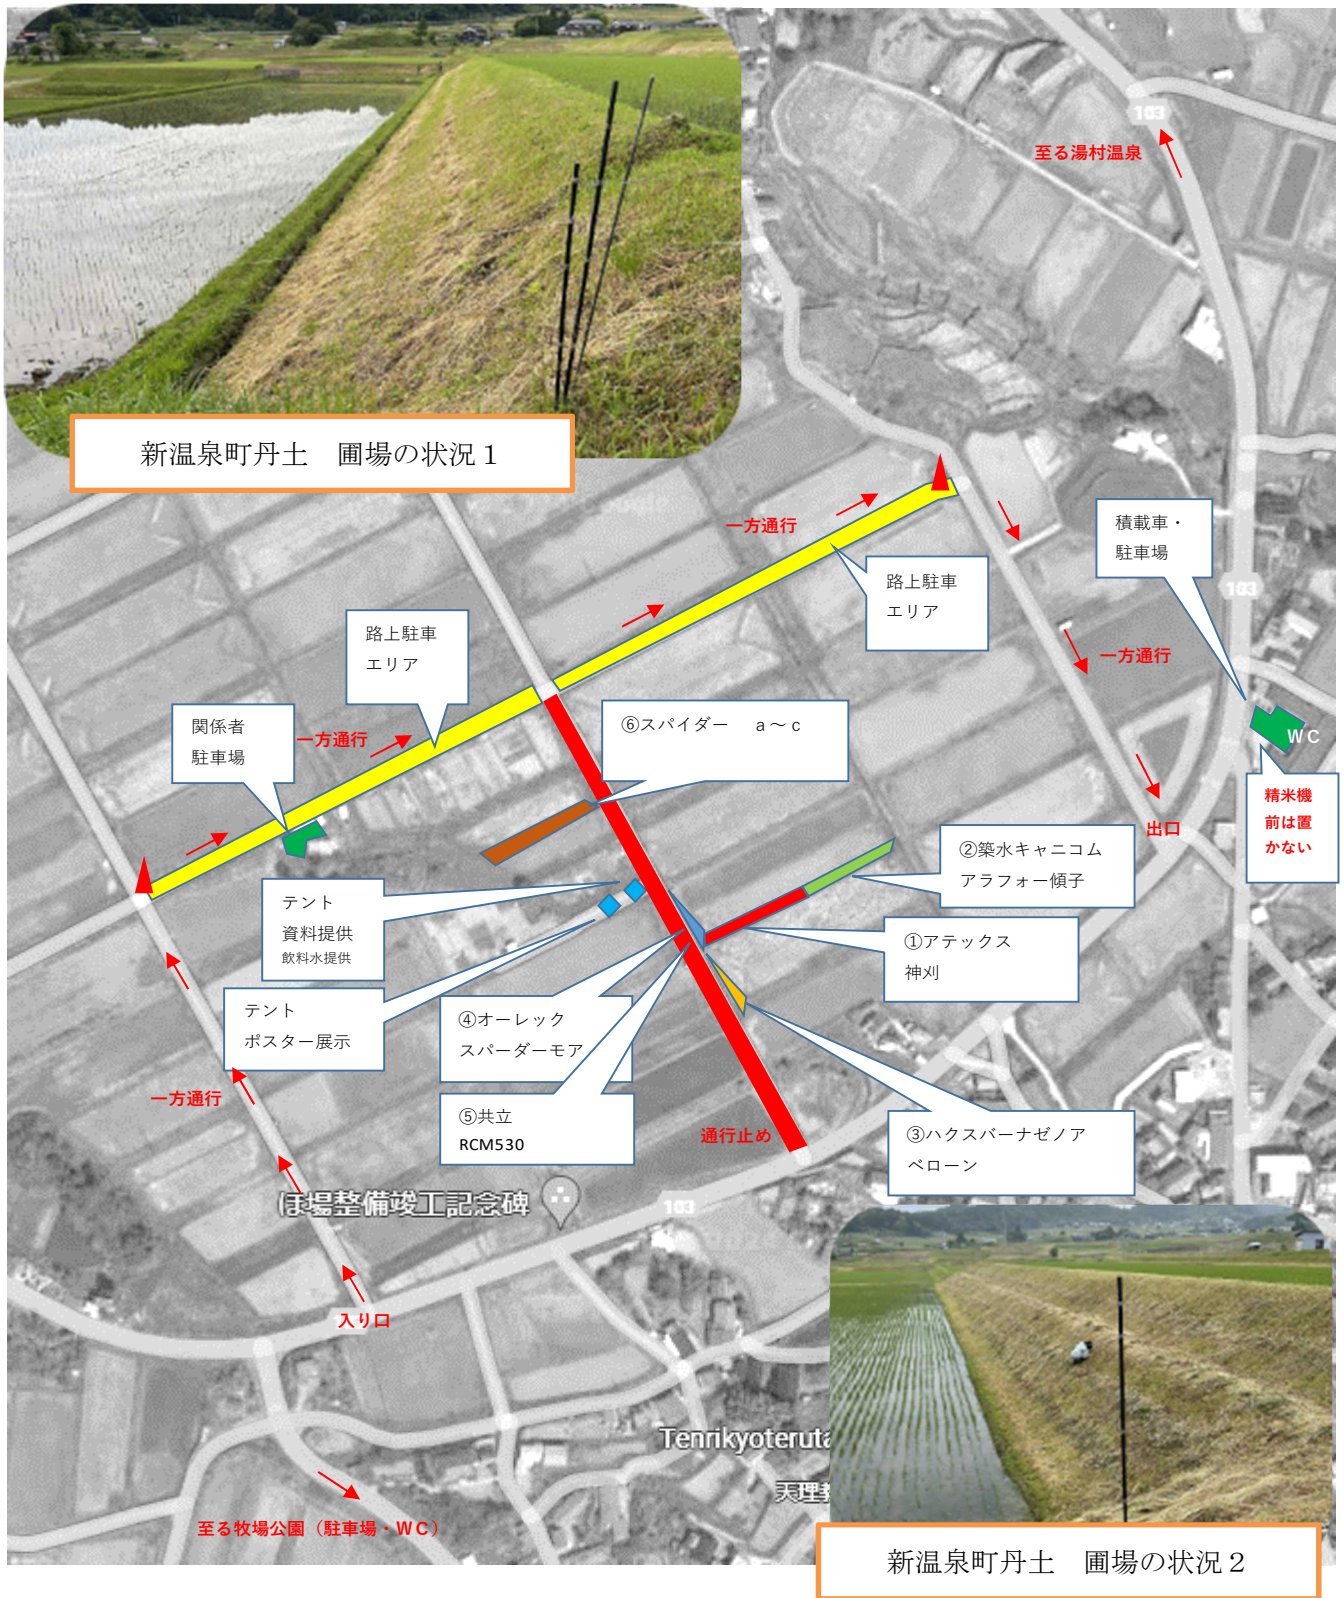 103
至る湯村温泉
新温泉町丹土　圃場の状況１
一方通行
積載車・
駐車場
路上駐車
エリア
103
路上駐車
エリア
一方通行
関係者
駐車場
一方通行
⑥スパイダー　ａ～ｃ
ＷＣ
精米機
前は置
かない
出口
②築水キャニコム
アラフォー傾子
テント
資料提供
飲料水提供
①アテックス
神刈
テント
ポスター展示
④オーレック
スパーダーモア
一方通行
⑤共立
RCM530
通行止め
③ハクスバーナゼノア
ベローン
ほ場整備竣工記念碑
103
入り口
Tenrikyoteruta
天理
至る牧場公園（駐車場・ＷＣ）
新温泉町丹土　圃場の状況２